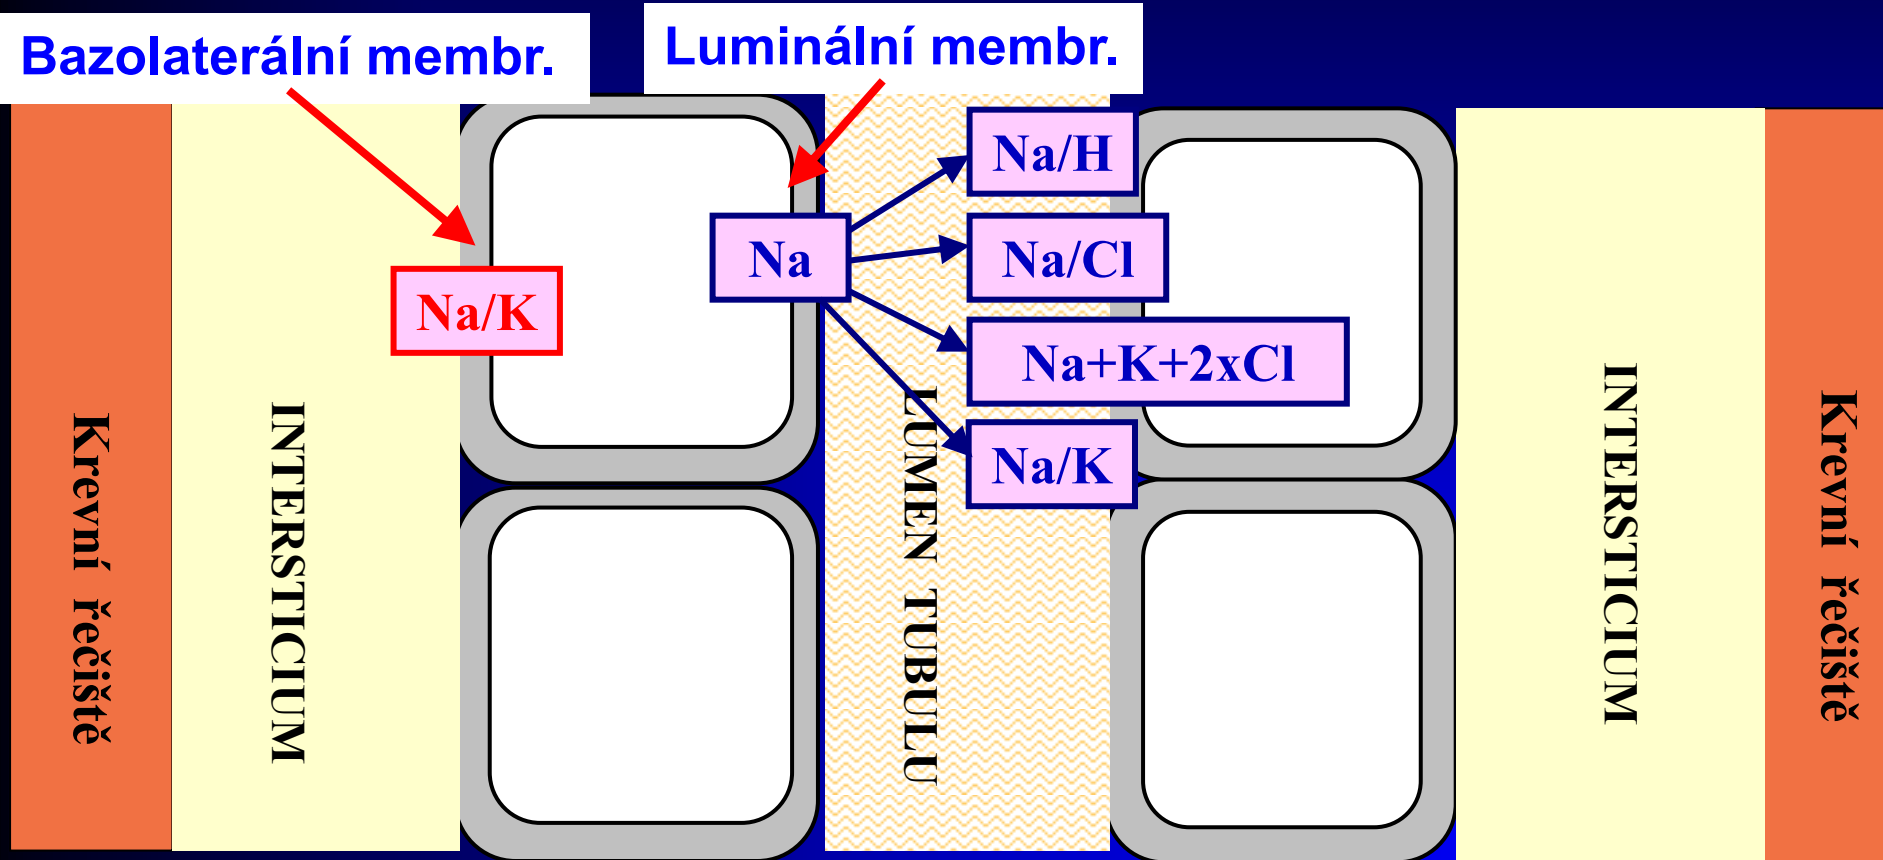 Bazolaterální membr.
Luminální membr.
Na/H
Na
Na/Cl
Na/K
Na+K+2xCl
Na/K
Krevní řečiště
INTERSTICIUM
LUMEN TUBULU
INTERSTICIUM
Krevní řečiště